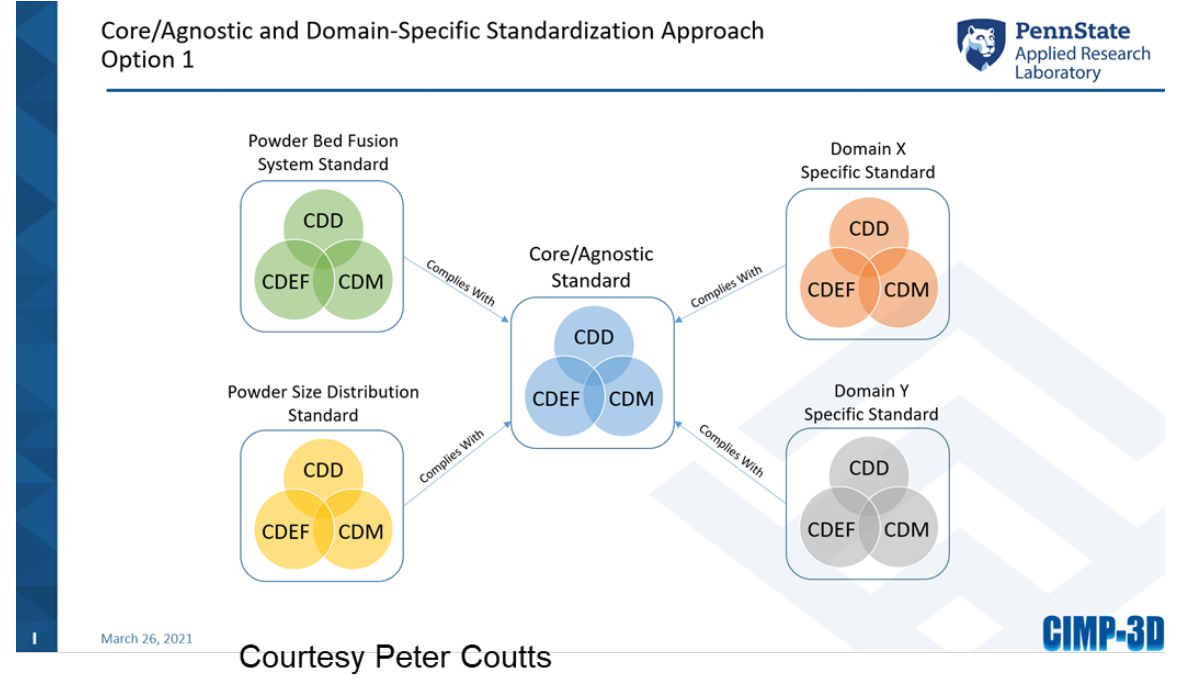 Core/Agnostic and Domain-Specific Standardization Approach
Option 1
PennState
Applied Research
Laboratory
Powder Bed Fusion
System Standard
CDD
CDEF
CDM
Complies With
Domain X
Specific Standard
CDD
CDEF
CDM
Complies With
Core/Agnostic
Standard
CDD
CDEF
CDM
Powder Size Distribution
Standard
CDD
CDEF
CDM
Complies With
Domain Y
Specific Standard
CDD
CDEF
CDM
Complies With
I
March 26, 2021
CIMP-3D
Courtesy Peter Coutts